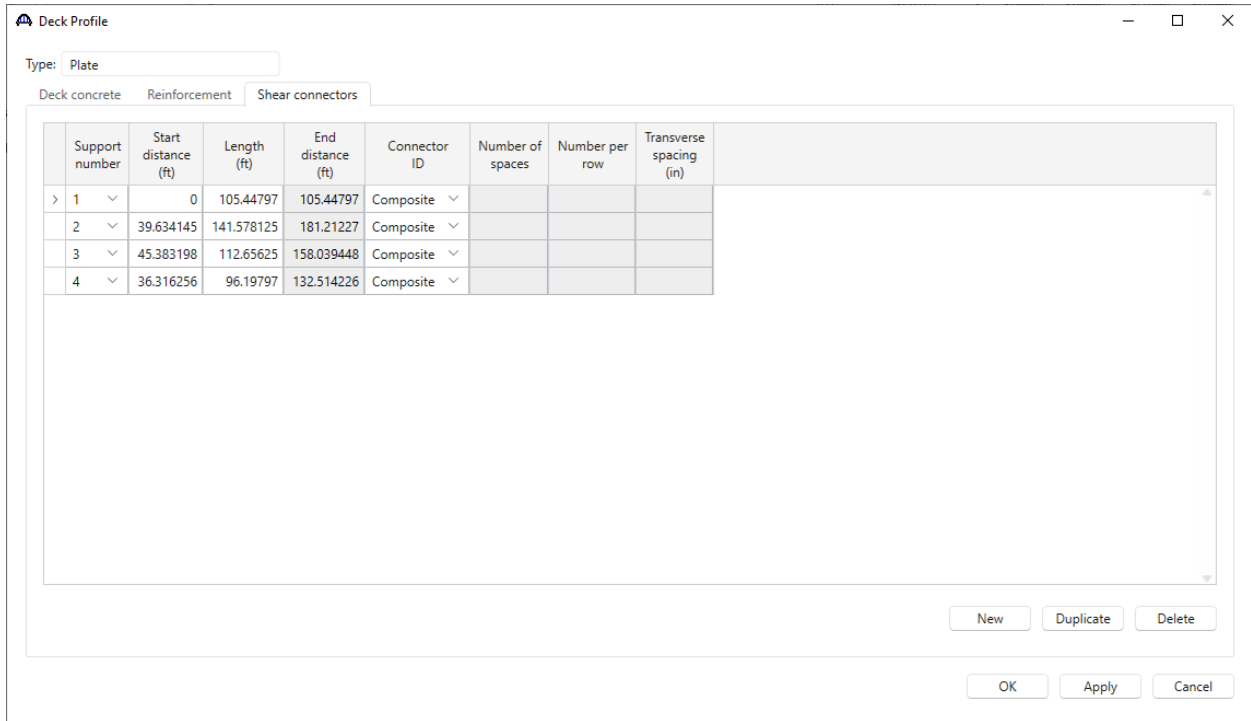 Deck Profile
Type: Plate
Deck concrete Reinforcement Shear connectors
Support number Start distance (ft) Length (ft) End distance (ft) Connector ID Number of spaces Number per row Transverse spacing (in)
1 0 105.44797 105.44797 Composite
2 39.634145 141.578125 181.21227 Composite
3 45.383198 112.65625 158.039448 Composite
4 36.316256 96.19797 132.514226 Composite
New Duplicate Delete
OK Apply Cancel